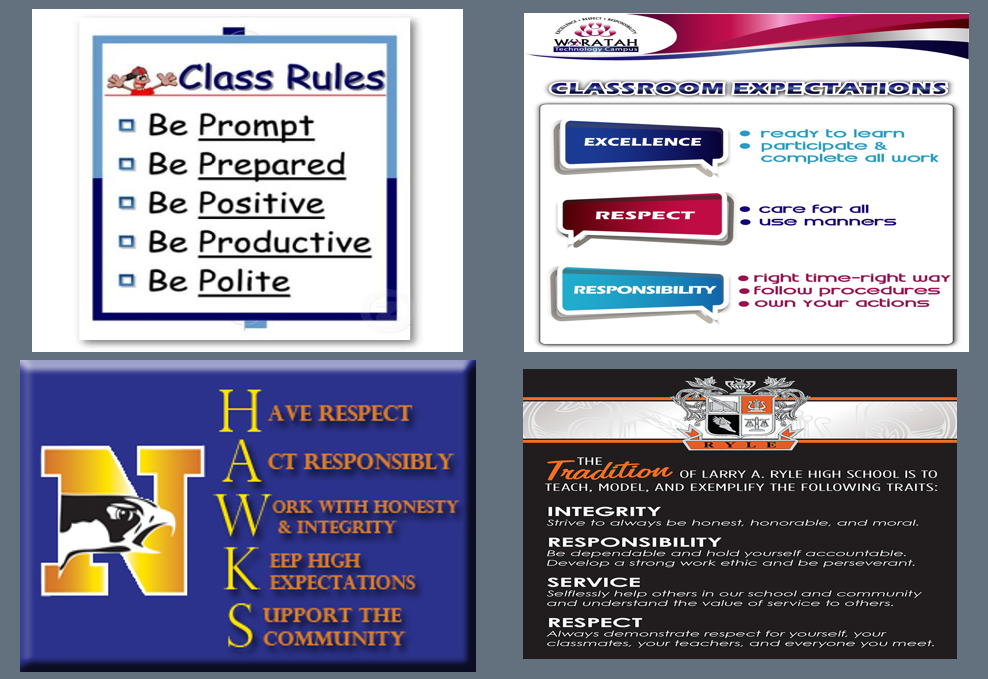 Class Rules
Be Prompt
Be Prepared
Be Positive
Be Productive
Be Polite
EXCELLENCE • RESPECT • RESPONSIBILITY
WARATAH
Technology Campus
CLASSROOM EXPECTATIONS
EXCELLENCE
• ready to learn
• participate &
complete all work
RESPECT
• care for all
• use manners
RESPONSIBILITY
• right time-right way
• follow procedures
• own your actions
N
HAVE RESPECT
ACT RESPONSIBLY
WORK WITH HONESTY
& INTEGRITY
KEEP HIGH
EXPECTATIONS
SUPPORT THE
COMMUNITY
RYLE
THE
Tradition OF LARRY A. RYLE HIGH SCHOOL IS TO
TEACH, MODEL, AND EXEMPLIFY THE FOLLOWING TRAITS:
INTEGRITY
Strive to always be honest, honorable, and moral.
RESPONSIBILITY
Be dependable and hold yourself accountable.
Develop a strong work ethic and be perseverant.
SERVICE
Selflessly help others in our school and community
and understand the value of service to others.
RESPECT
Always demonstrate respect for yourself, your
classmates, your teachers, and everyone you meet.